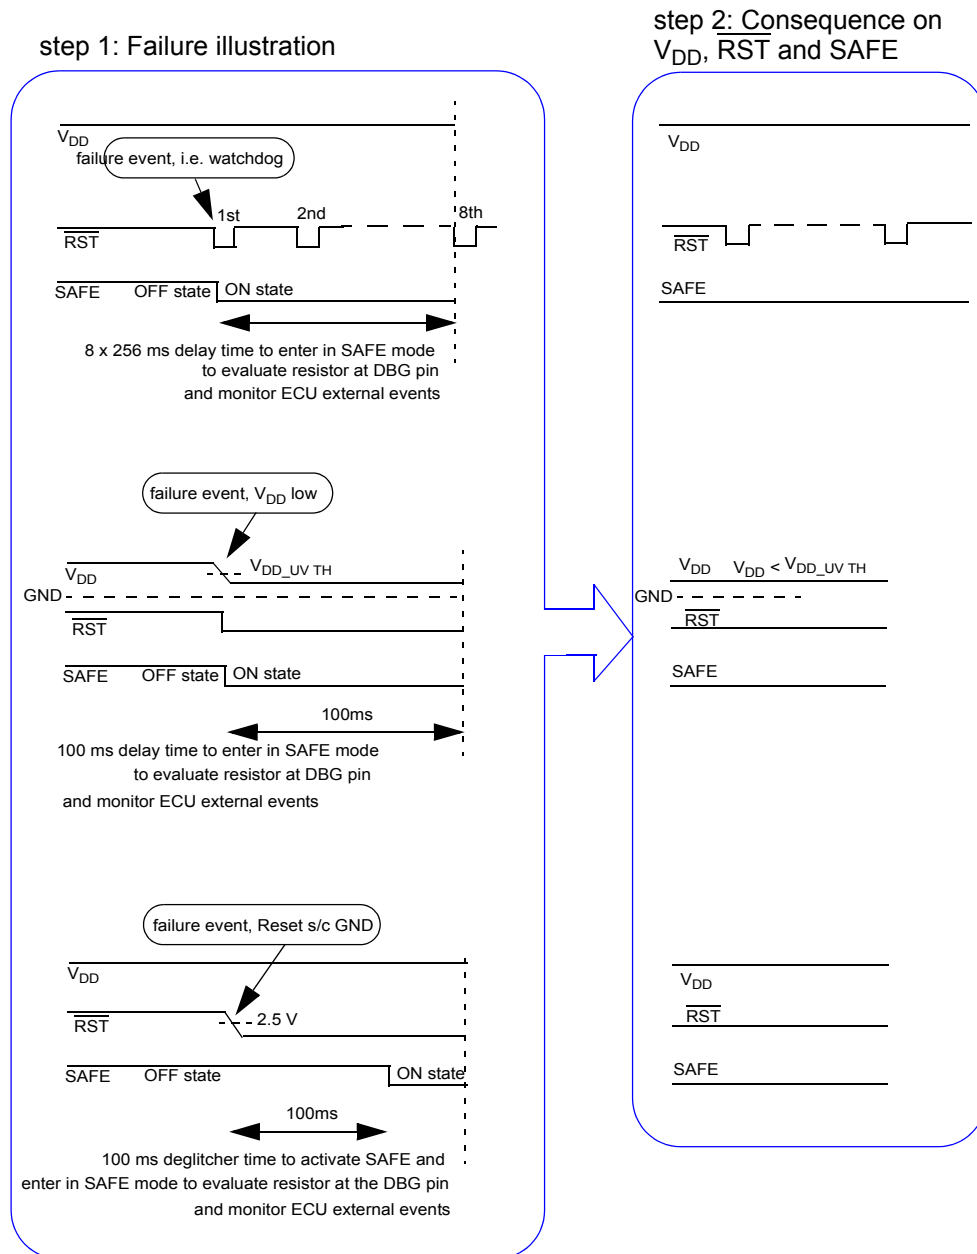 step 1: Failure illustration
step 2: Consequence on
VDD, RST and SAFE
VDD
failure event, i.e. watchdog
1st
2nd
8th
RST
SAFE
OFF state
ON state
8 x 256 ms delay time to enter in SAFE mode
to evaluate resistor at DBG pin
and monitor ECU external events
failure event, VDD low
VDD
VDD_UV TH
GND
RST
SAFE
OFF state
ON state
100ms
100 ms delay time to enter in SAFE mode
to evaluate resistor at DBG pin
and monitor ECU external events
failure event, Reset s/c GND
VDD
RST
2.5 V
SAFE
OFF state
ON state
100ms
100 ms deglitcher time to activate SAFE and
enter in SAFE mode to evaluate resistor at the DBG pin
and monitor ECU external events
VDD
RST
SAFE
VDD
VDD < VDD_UV TH
GND
RST
SAFE
VDD
RST
SAFE